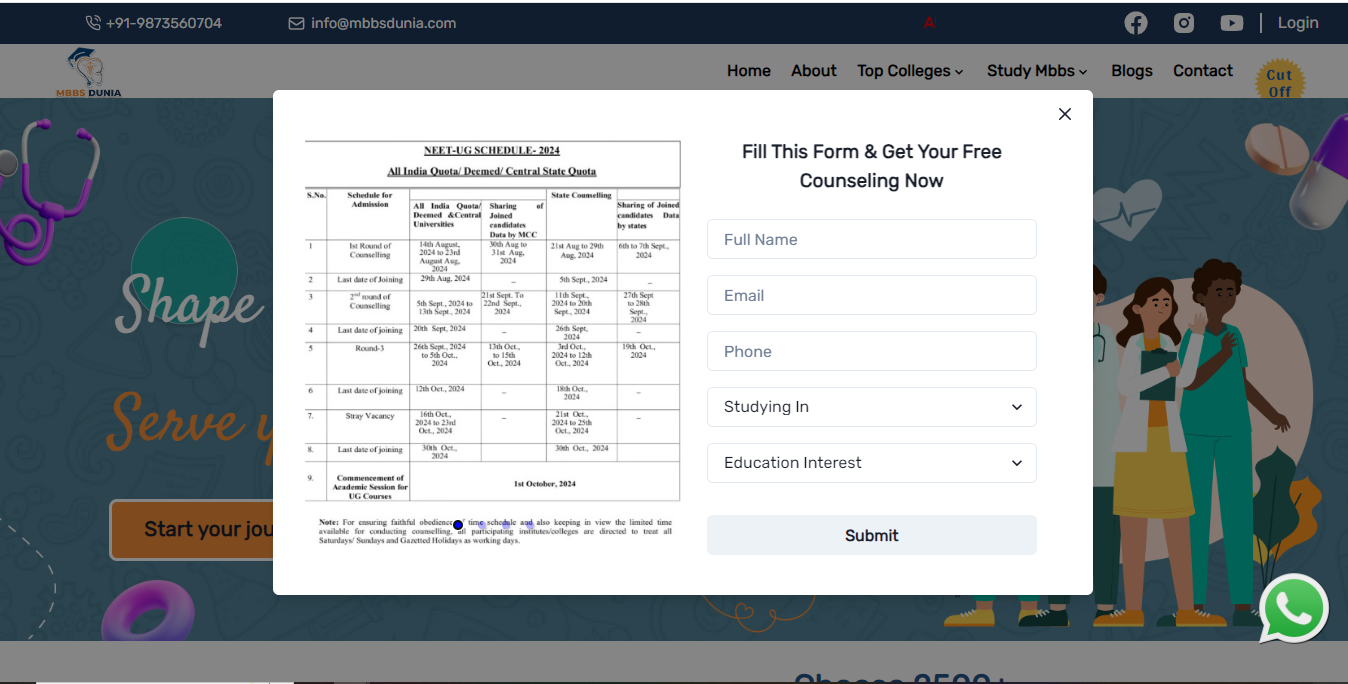 +91-9873560704
info@mbbsdunia.com
A
Login
MBBS DUNIA
Home
About
Top Colleges
Study Mbbs
Blogs
Contact
Cut
Off
Shape
Serve
Start your jou
NEET-UG SCHEDULE- 2024
All India Quota/ Deemed/ Central State Quota
S.No. Schedule for Admission State Counselling
All India Quota/ Deemed &Central Universities Sharing of Joined candidates Data by MCC Sharing of Joined candidates Data by states
1 Ist Round of Counselling 14th August, 2024 to 23rd August Aug, 2024 30th Aug to 31st Aug, 2024 21st Aug to 29th Aug, 2024 6th to 7th Sept., 2024
2 Last date of Joining 29th Aug, 2024 – 5th Sept., 2024 –
3 2nd round of Counselling 5th Sept., 2024 to 13th Sept., 2024 21st Sept. To 22nd Sept., 2024 11th Sept., 2024 to 20th Sept., 2024 27th Sept to 28th Sept., 2024
4 Last date of joining 20th Sept, 2024 – 26th Sept, 2024 –
5 Round-3 26th Sept., 2024 to 5th Oct., 2024 13th Oct., to 15th Oct., 2024 3rd Oct., 2024 to 12th Oct., 2024 19th Oct., 2024
6 Last date of joining 12th Oct., 2024 – 18th Oct., 2024 –
7. Stray Vacancy 16th Oct., 2024 to 23rd Oct., 2024 – 21st Oct., 2024 to 25th Oct., 2024 –
8. Last date of joining 30th Oct., 2024 30th Oct., 2024
9. Commencement of Academic Session for UG Courses 1st October, 2024
Note: For ensuring faithful obedience of time schedule and also keeping in view the limited time
available for conducting counselling, all participating institutes/colleges are directed to treat all
Saturdays/ Sundays and Gazetted Holidays as working days.
Fill This Form & Get Your Free
Counseling Now
Full Name
Email
Phone
Studying In
Education Interest
Submit